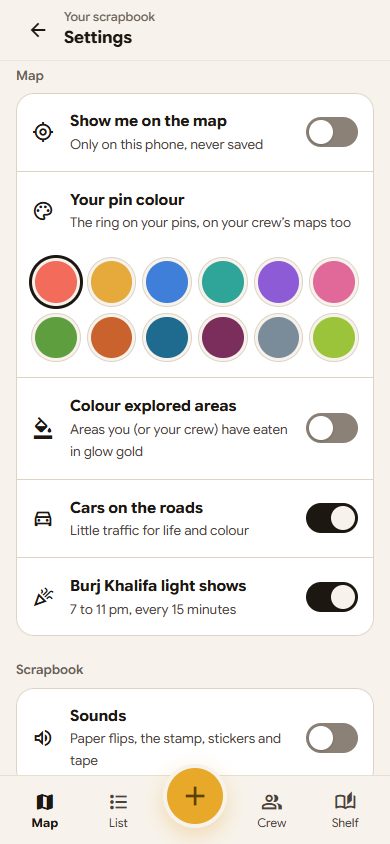 Your scrapbook
Settings
Map
Show me on the map
Only on this phone, never saved
Your pin colour
The ring on your pins, on your crew's maps too
Colour explored areas
Areas you (or your crew) have eaten
in glow gold
Cars on the roads
Little traffic for life and colour
Burj Khalifa light shows
7 to 11 pm, every 15 minutes
Scrapbook
Sounds
Paper flips, the stamp, stickers and
tape
Map
List
Crew
Shelf